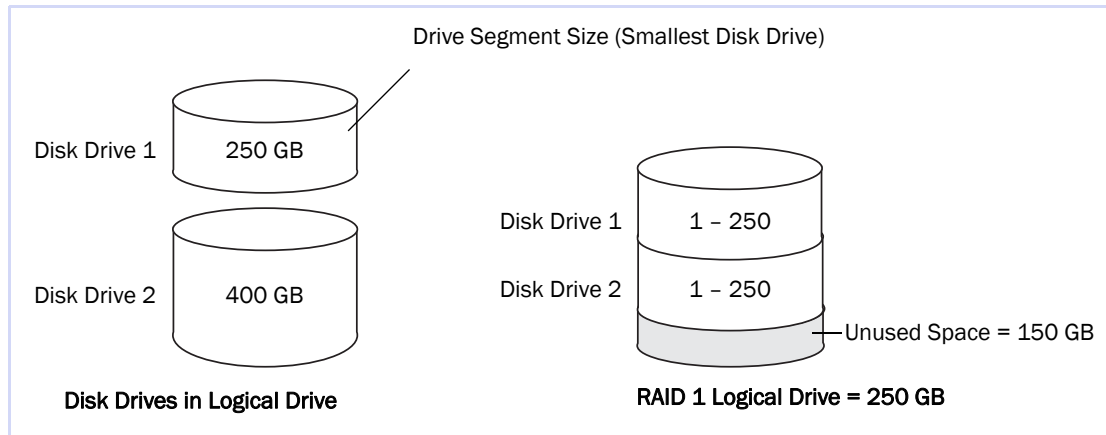 Drive Segment Size (Smallest Disk Drive)
Disk Drive 1
250 GB
Disk Drive 2
400 GB
Disk Drives in Logical Drive
Disk Drive 1
1 – 250
Disk Drive 2
1 – 250
Unused Space = 150 GB
RAID 1 Logical Drive = 250 GB